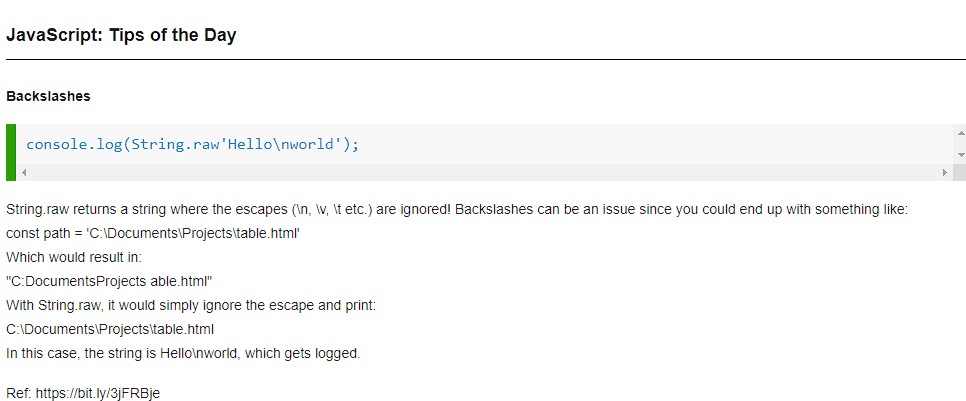 JavaScript: Tips of the Day
Backslashes
console.log(String.raw'Hello\nworld');
String.raw returns a string where the escapes (\n, \v, \t etc.) are ignored! Backslashes can be an issue since you could end up with something like:
const path = 'C:\Documents\Projects\table.html'
Which would result in:
"C:DocumentsProjects able.html"
With String.raw, it would simply ignore the escape and print:
C:\Documents\Projects\table.html
In this case, the string is Hello\nworld, which gets logged.
Ref: https://bit.ly/3jFRBje